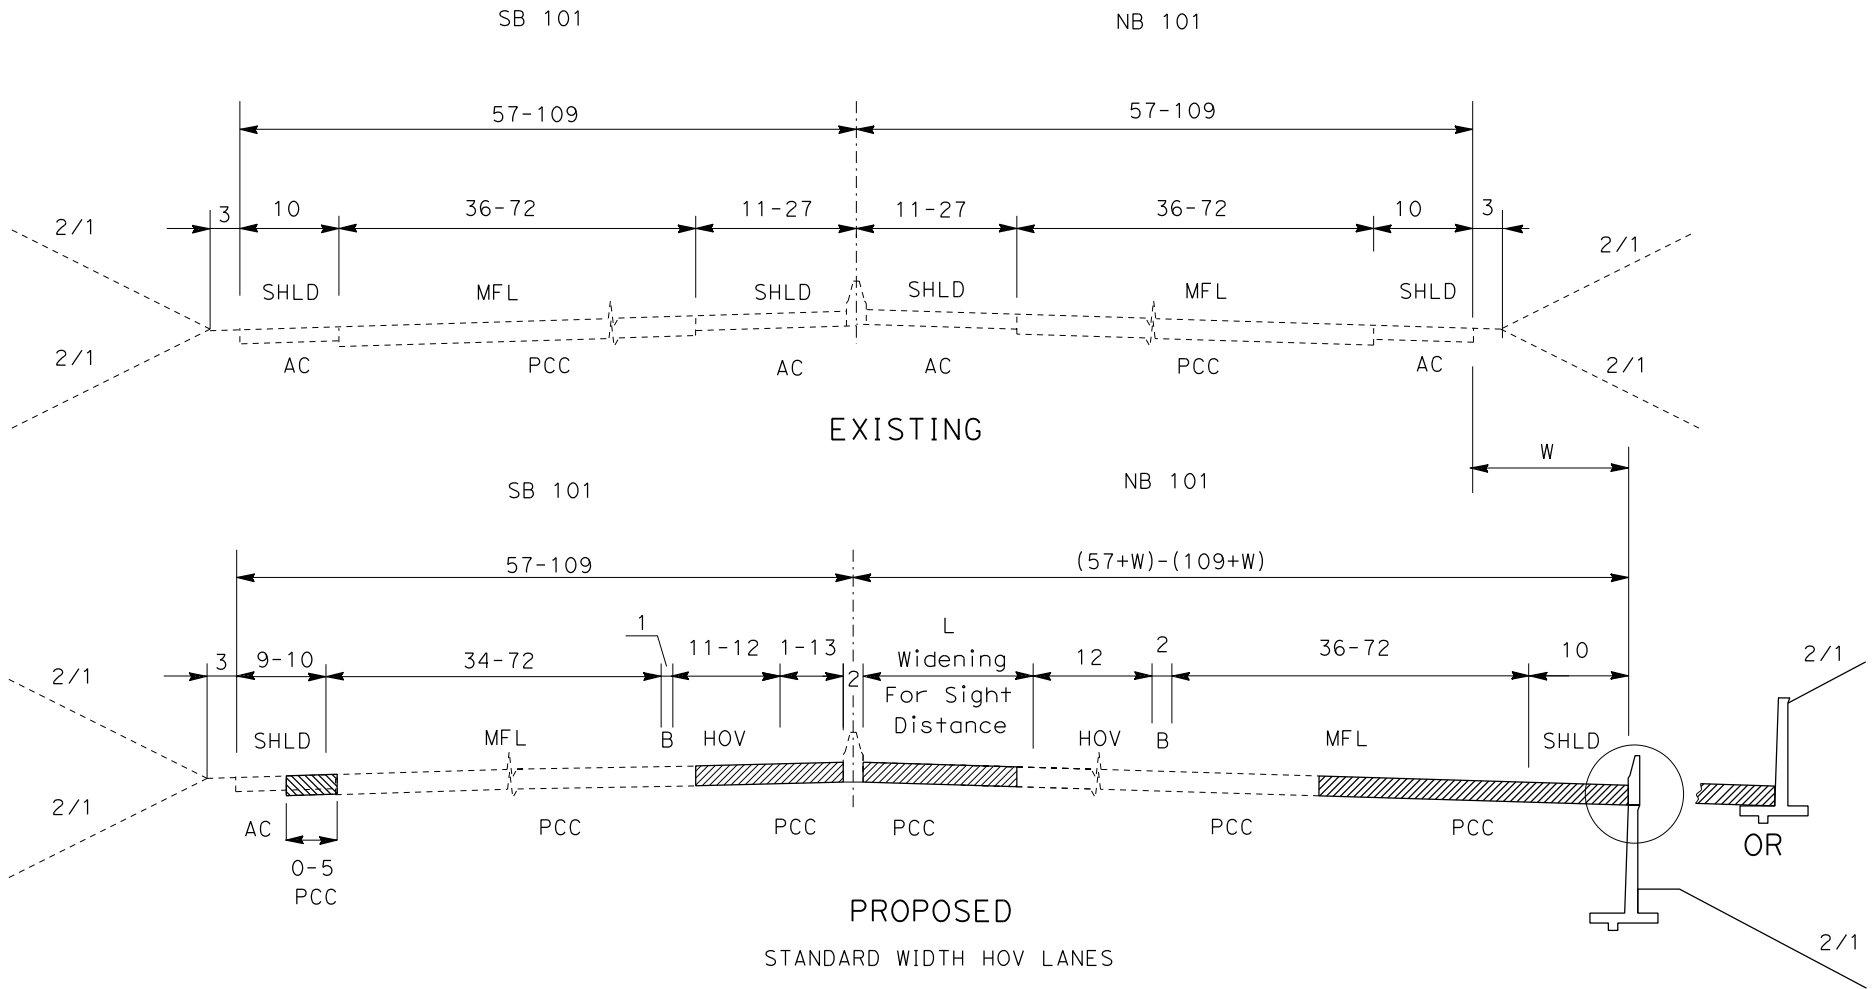 SB 101
NB 101
57-109
57-109
3
10
36-72
11-27
11-27
36-72
10
3
2/1
2/1
SHLD
MFL
SHLD
SHLD
MFL
SHLD
2/1
2/1
AC
PCC
AC
AC
PCC
AC
EXISTING
W
SB 101
NB 101
57-109
(57+W)-(109+W)
1
3
9-10
34-72
11-12
1-13
2
L
Widening
For Sight
Distance
12
2
36-72
10
2/1
2/1
SHLD
MFL
B
HOV
HOV
B
MFL
SHLD
2/1
AC
PCC
PCC
PCC
PCC
PCC
OR
0-5
PCC
PROPOSED
STANDARD WIDTH HOV LANES
2/1